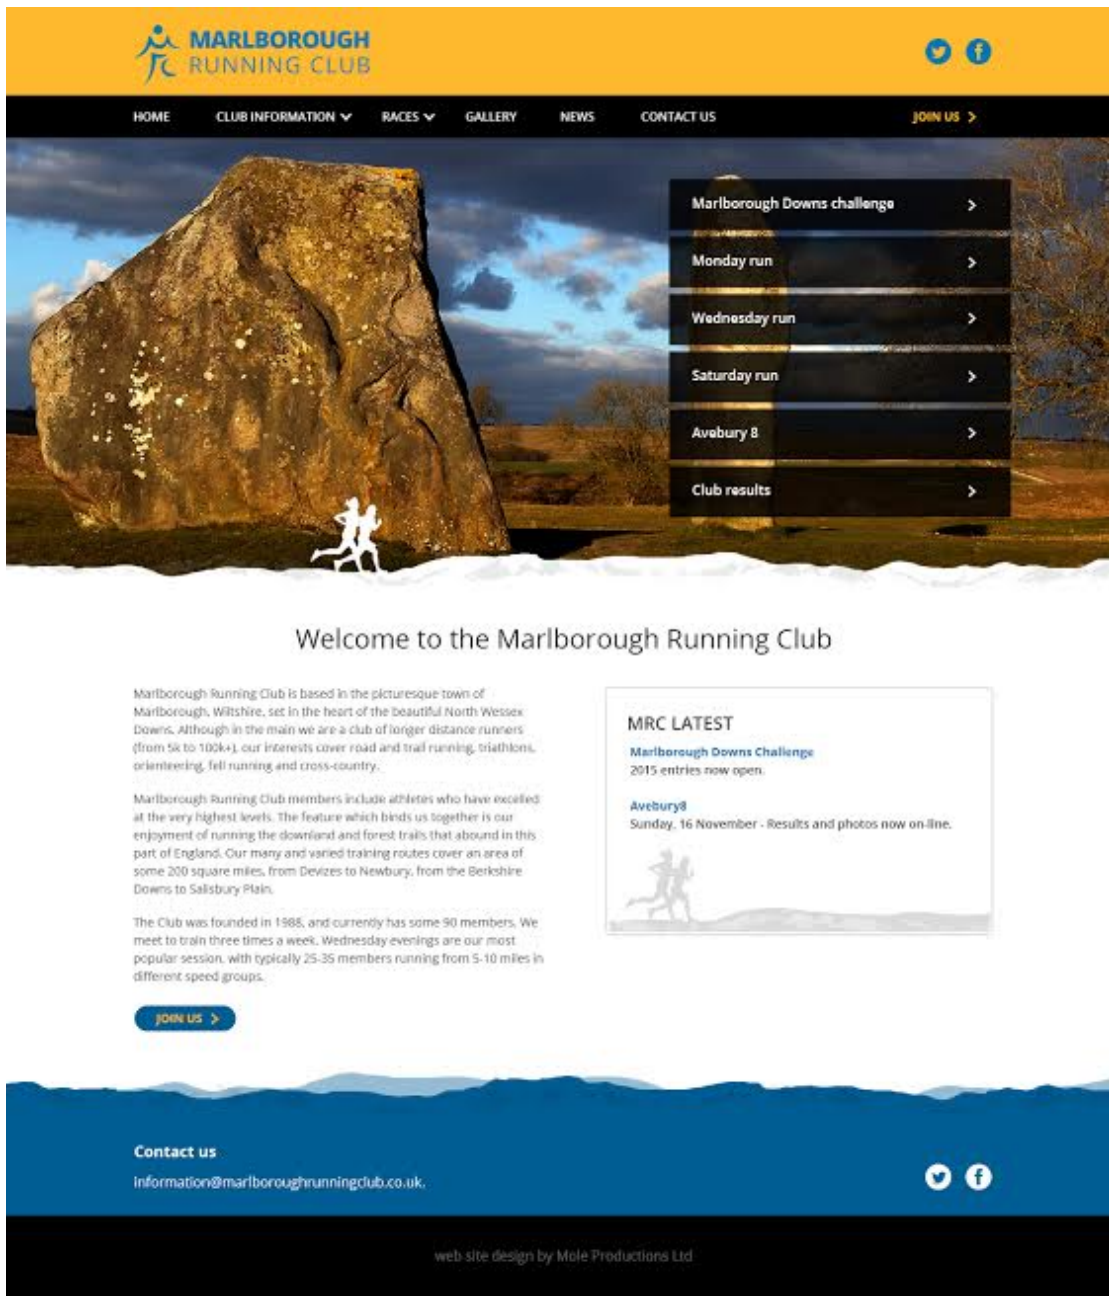 MARLBOROUGH
RUNNING CLUB
HOME CLUB INFORMATION RACES GALLERY NEWS CONTACT US JOIN US
Marlborough Downs challenge
Monday run
Wednesday run
Saturday run
Avebury 8
Club results
Welcome to the Marlborough Running Club
Marlborough Running Club is based in the picturesque town of
Marlborough, Wiltshire, set in the heart of the beautiful North Wessex
Downs. Although in the main we are a club of longer distance runners
(from 5k to 100k+), our interests cover road and trail running, triathlons,
orienteering, fell running and cross-country.
Marlborough Running Club members include athletes who have excelled
at the very highest levels. The feature which binds us together is our
enjoyment of running the downland and forest trails that abound in this
part of England. Our many and varied training routes cover an area of
some 200 square miles, from Devizes to Newbury, from the Berkshire
Downs to Salisbury Plain.
The Club was founded in 1988, and currently has some 90 members. We
meet to train three times a week. Wednesday evenings are our most
popular session, with typically 25-35 members running from 5-10 miles in
different speed groups.
JOIN US
MRC LATEST
Marlborough Downs Challenge
2015 entries now open.
Avebury8
Sunday, 16 November - Results and photos now on-line.
Contact us
information@marlboroughrunningclub.co.uk.
web site design by Mole Productions Ltd